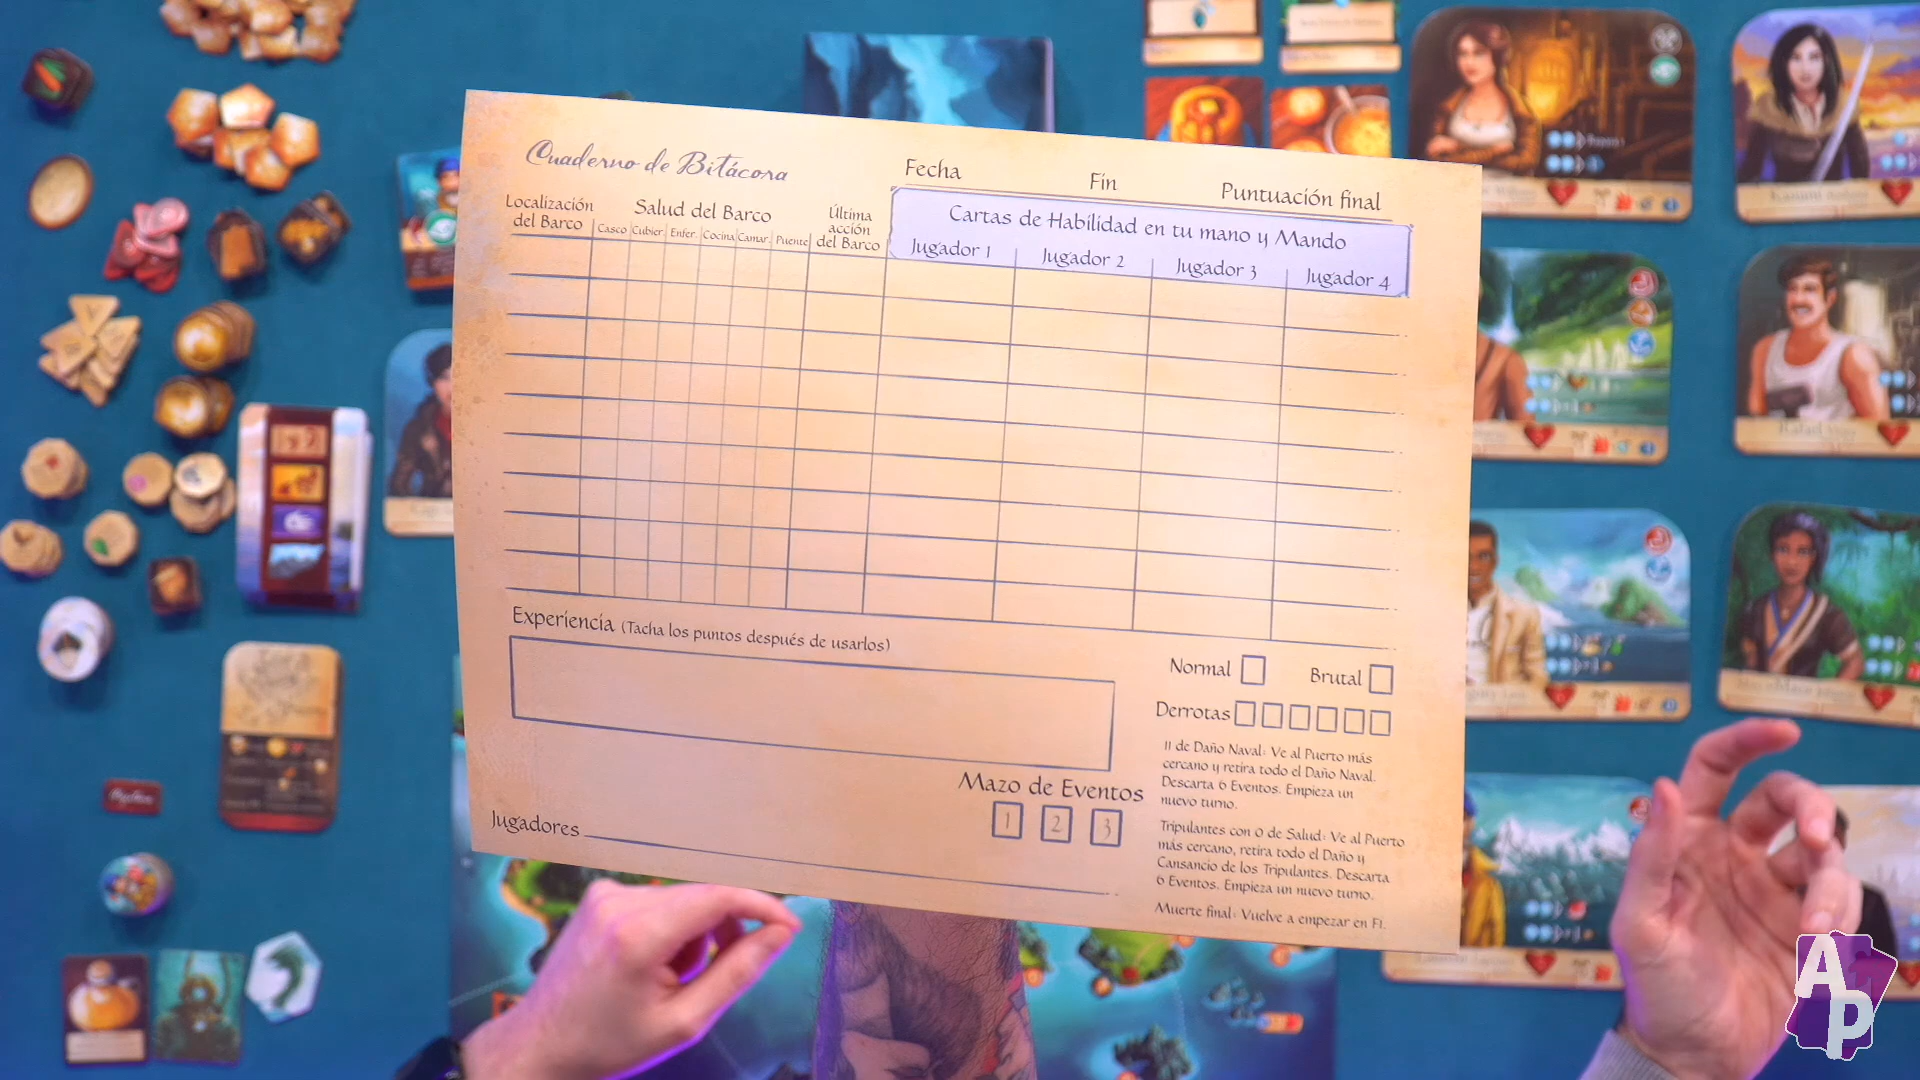 Cuaderno de Bitácora
Fecha
Fin
Puntuación final
Localización
del Barco
Salud del Barco
Casco Cubier. Enfer. Cocina Camar. Puente
Última
acción
del Barco
Cartas de Habilidad en tu mano y Mando
Jugador 1 Jugador 2 Jugador 3 Jugador 4
Experiencia (Tacha los puntos después de usarlos)
Normal Brutal
Derrotas
11 de Daño Naval: Ve al Puerto más
cercano y retira todo el Daño Naval.
Descarta 6 Eventos. Empieza un
nuevo turno.
Mazo de Eventos
1 2 3
Tripulantes con 0 de Salud: Ve al Puerto
más cercano, retira todo el Daño y
Cansancio de los Tripulantes. Descarta
6 Eventos. Empieza un nuevo turno.
Muerte final: Vuelve a empezar en F1.
Jugadores
AP